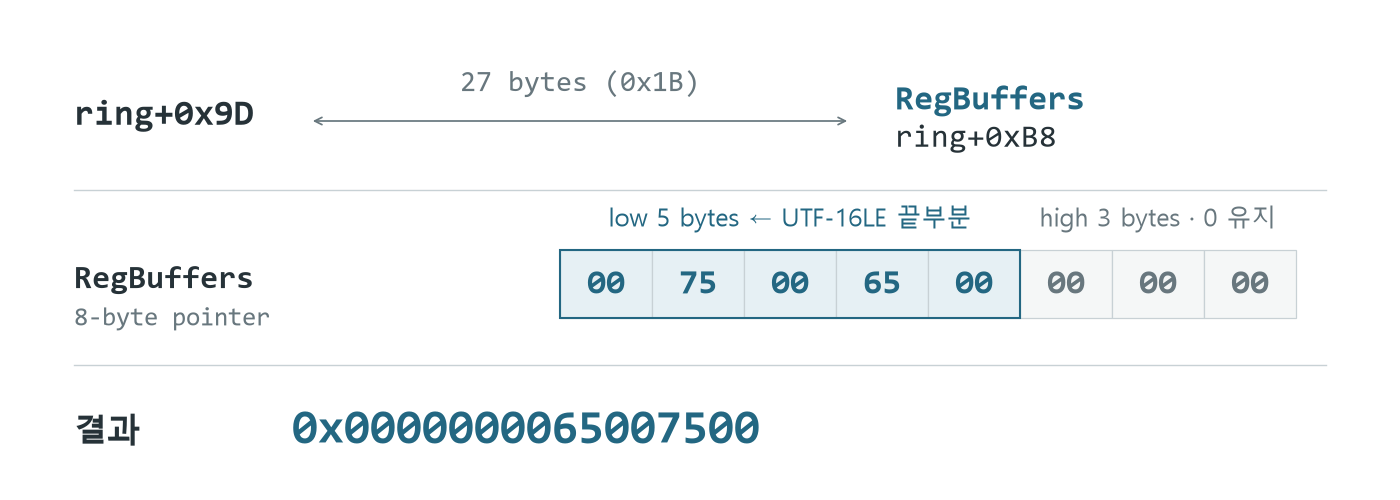 27 bytes (0x1B)
ring+0x9D
RegBuffers
ring+0xB8
low 5 bytes ← UTF-16LE 끝부분
high 3 bytes · 0 유지
RegBuffers
8-byte pointer
00 75 00 65 00 00 00 00
결과
0x0000000065007500